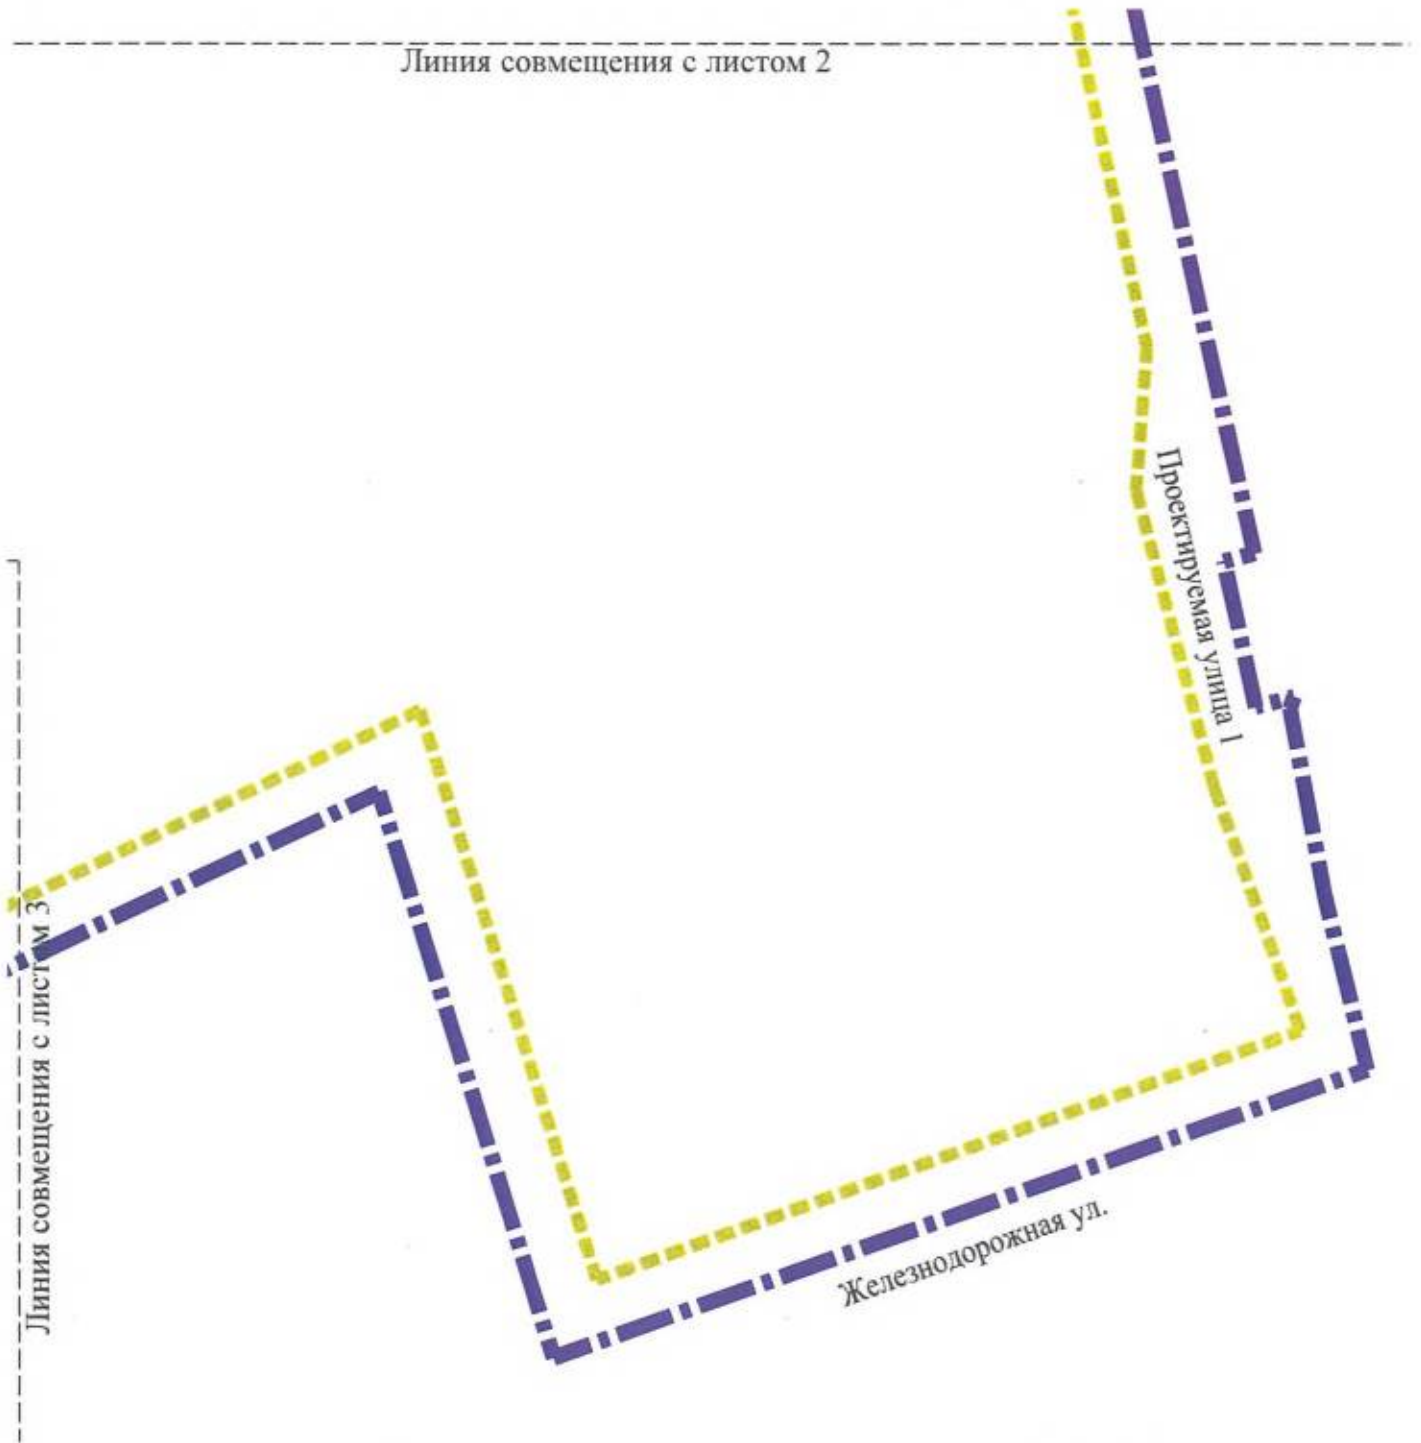 Линия совмещения с листом 2
Проектируемая улица 1
Линия совмещения с листом 3
Железнодорожная ул.